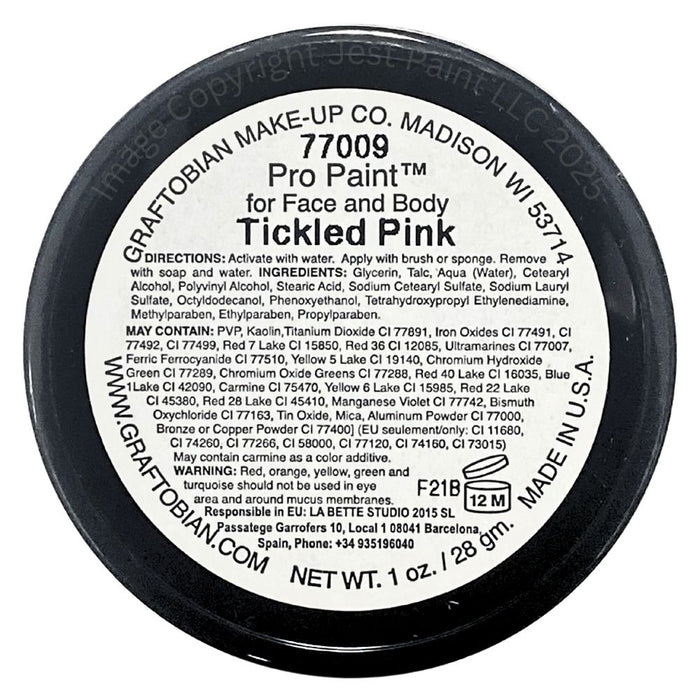 Image Copyright Jest Paint LLC 2025
GRAFTOBIAN MAKE-UP CO. MADISON WI 53714
77009
Pro Paint™
for Face and Body
Tickled Pink
DIRECTIONS: Activate with water. Apply with brush or sponge. Remove
with soap and water. INGREDIENTS: Glycerin, Talc, Aqua (Water), Cetearyl
Alcohol, Polyvinyl Alcohol, Stearic Acid, Sodium Cetearyl Sulfate, Sodium Lauryl
Sulfate, Octyldodecanol, Phenoxyethanol, Tetrahydroxypropyl Ethylenediamine,
Methylparaben, Ethylparaben, Propylparaben.
MAY CONTAIN: PVP, Kaolin,Titanium Dioxide CI 77891, Iron Oxides CI 77491, CI
77492, CI 77499, Red 7 Lake CI 15850, Red 36 CI 12085, Ultramarines CI 77007,
Ferric Ferrocyanide CI 77510, Yellow 5 Lake CI 19140, Chromium Hydroxide
Green CI 77289, Chromium Oxide Greens CI 77288, Red 40 Lake CI 16035, Blue
1Lake CI 42090, Carmine CI 75470, Yellow 6 Lake CI 15985, Red 22 Lake
CI 45380, Red 28 Lake CI 45410, Manganese Violet CI 77742, Bismuth
Oxychloride CI 77163, Tin Oxide, Mica, Aluminum Powder CI 77000,
Bronze or Copper Powder CI 77400] (EU seulement/only: CI 11680,
CI 74260, CI 77266, CI 58000, CI 77120, CI 74160, CI 73015)
May contain carmine as a color additive.
WARNING: Red, orange, yellow, green and
turquoise should not be used in eye
area and around mucus membranes.
F21B
12 M
Responsible in EU: LA BETTE STUDIO 2015 SL
Passatege Garrofers 10, Local 1 08041 Barcelona,
Spain, Phone: +34 935196040
WWW.GRAFTOBIAN.COM
NET WT. 1 oz. / 28 gm.
MADE IN U.S.A.